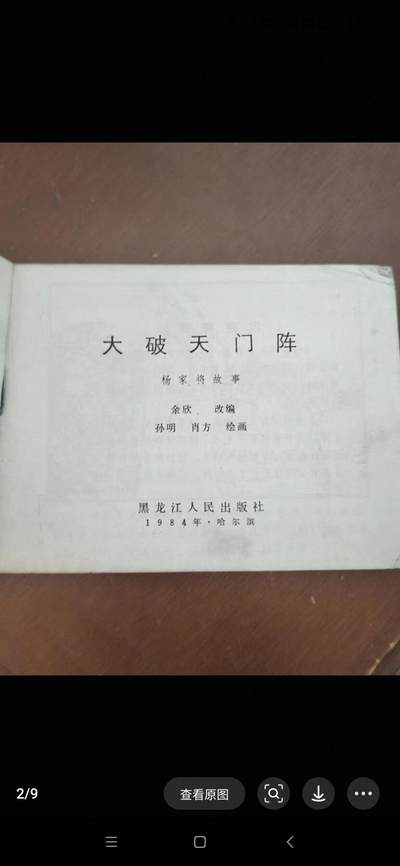 大破天门阵
杨家将故事
余欣 改编
孙明 肖方 绘画
黑龙江人民出版社
1984年·哈尔滨
2/9
查看原图